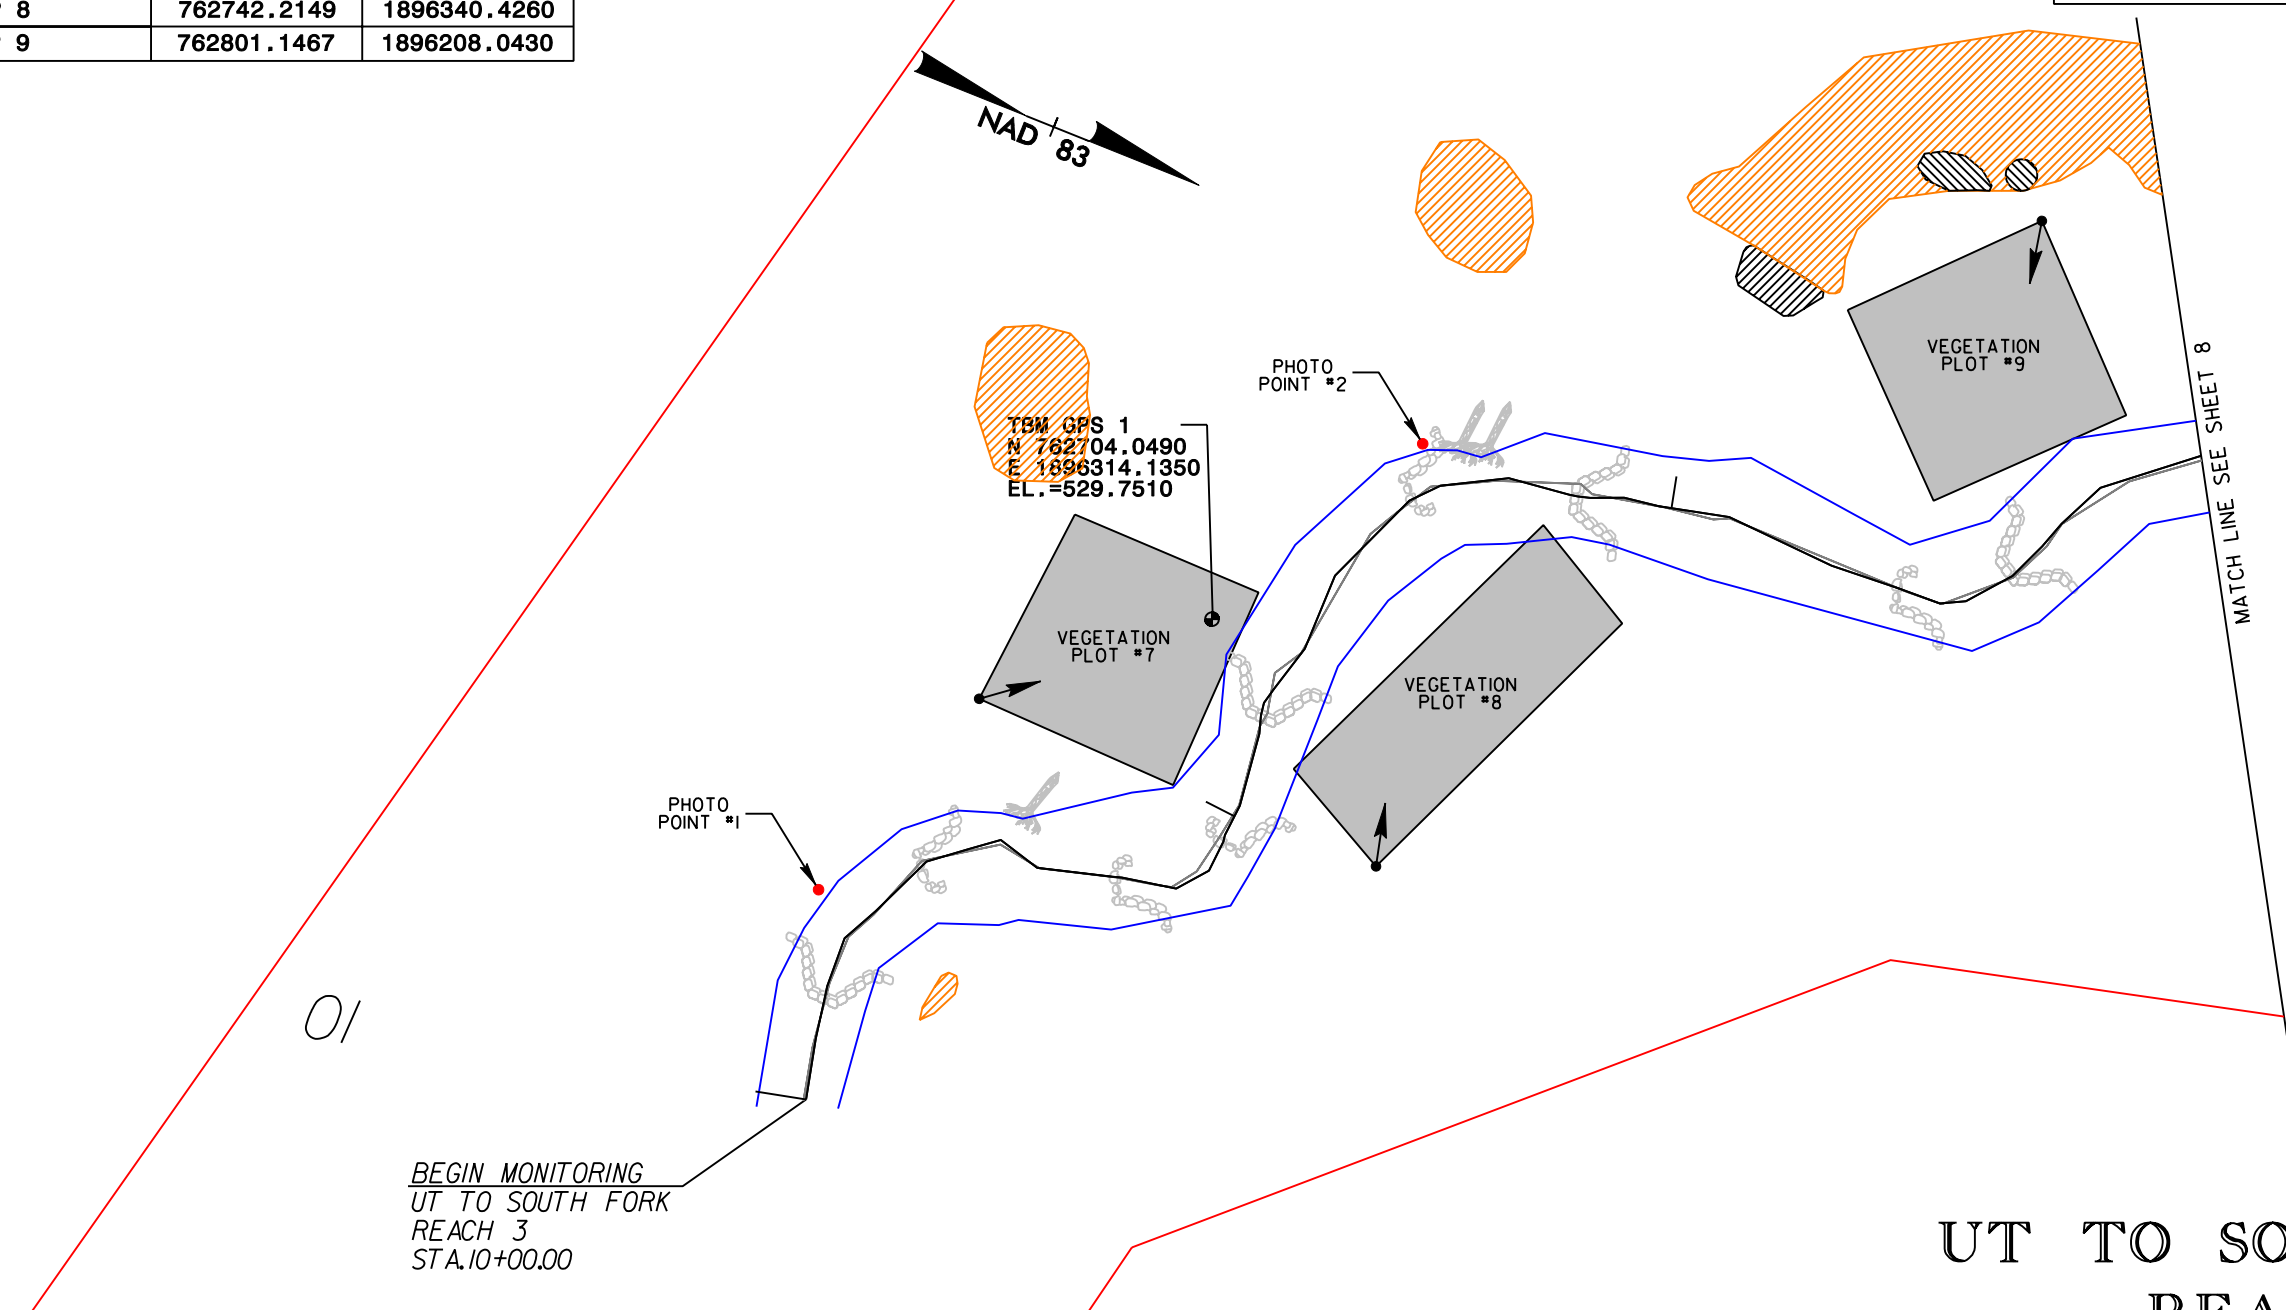 8 762742.2149 1896340.4260
9 762801.1467 1896208.0430
NAD 83
PHOTO
POINT #2
VEGETATION
PLOT #9
TBM GPS 1
N 762704.0490
E 1896314.1350
EL.=529.7510
MATCH LINE SEE SHEET 8
VEGETATION
PLOT #7
VEGETATION
PLOT #8
PHOTO
POINT #1
10
BEGIN MONITORING
UT TO SOUTH FORK
REACH 3
STA.10+00.00
UT TO SO
REA